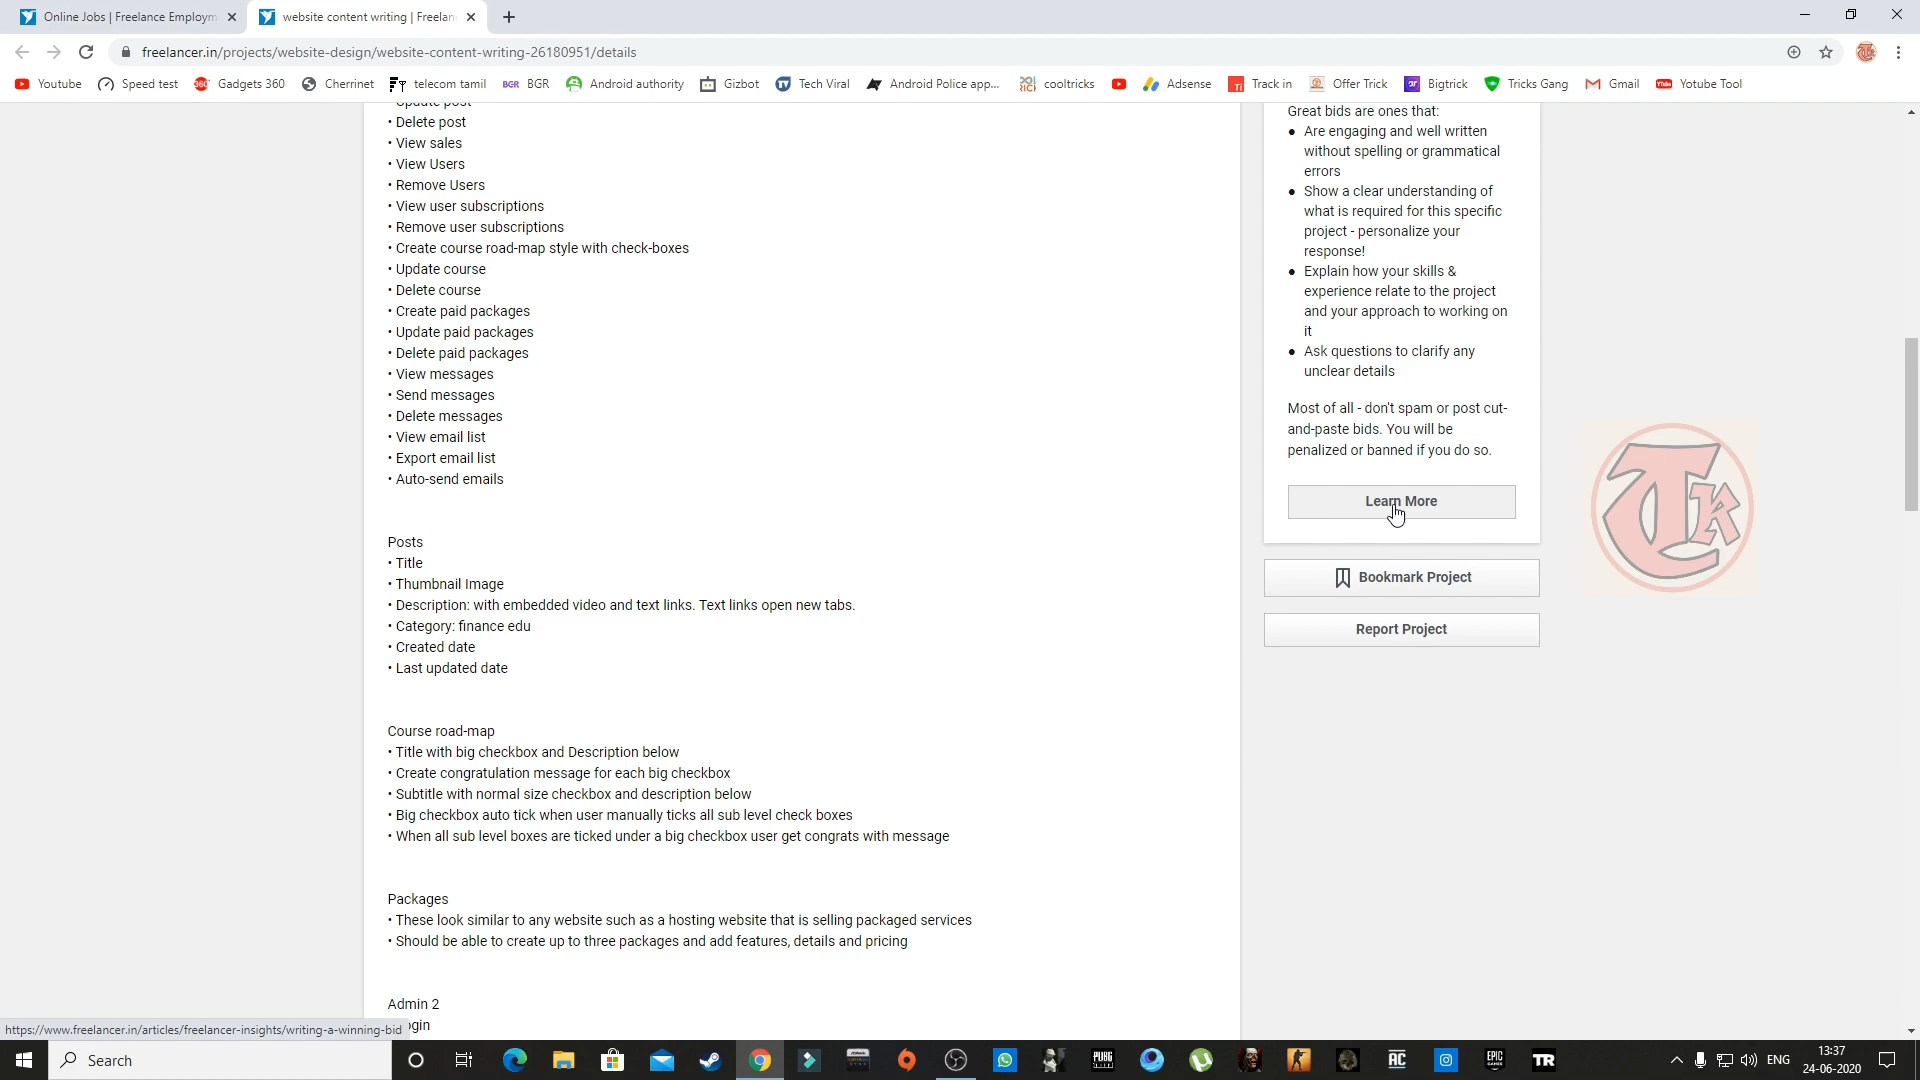 Online Jobs | Freelance Employm
website content writing | Freelan
freelancer.in/projects/website-design/website-content-writing-26180951/details
Youtube
Speed test
Gadgets 360
Cherrinet
telecom tamil
BGR
Android authority
Gizbot
Tech Viral
Android Police app...
cooltricks
Adsense
Track in
Offer Trick
Bigtrick
Tricks Gang
Gmail
Yotube Tool
• Update post
• Delete post
• View sales
• View Users
• Remove Users
• View user subscriptions
• Remove user subscriptions
• Create course road-map style with check-boxes
• Update course
• Delete course
• Create paid packages
• Update paid packages
• Delete paid packages
• View messages
• Send messages
• Delete messages
• View email list
• Export email list
• Auto-send emails
Posts
• Title
• Thumbnail Image
• Description: with embedded video and text links. Text links open new tabs.
• Category: finance edu
• Created date
• Last updated date
Course road-map
• Title with big checkbox and Description below
• Create congratulation message for each big checkbox
• Subtitle with normal size checkbox and description below
• Big checkbox auto tick when user manually ticks all sub level check boxes
• When all sub level boxes are ticked under a big checkbox user get congrats with message
Packages
• These look similar to any website such as a hosting website that is selling packaged services
• Should be able to create up to three packages and add features, details and pricing
Admin 2
ogin
Great bids are ones that:
• Are engaging and well written
without spelling or grammatical
errors
• Show a clear understanding of
what is required for this specific
project - personalize your
response!
• Explain how your skills &
experience relate to the project
and your approach to working on
it
• Ask questions to clarify any
unclear details
Most of all - don't spam or post cut-
and-paste bids. You will be
penalized or banned if you do so.
Learn More
Bookmark Project
Report Project
Tk
https://www.freelancer.in/articles/freelancer-insights/writing-a-winning-bid
Search
PUBG
AC
EPIC
GAMES
TR
ENG
13:37
24-06-2020